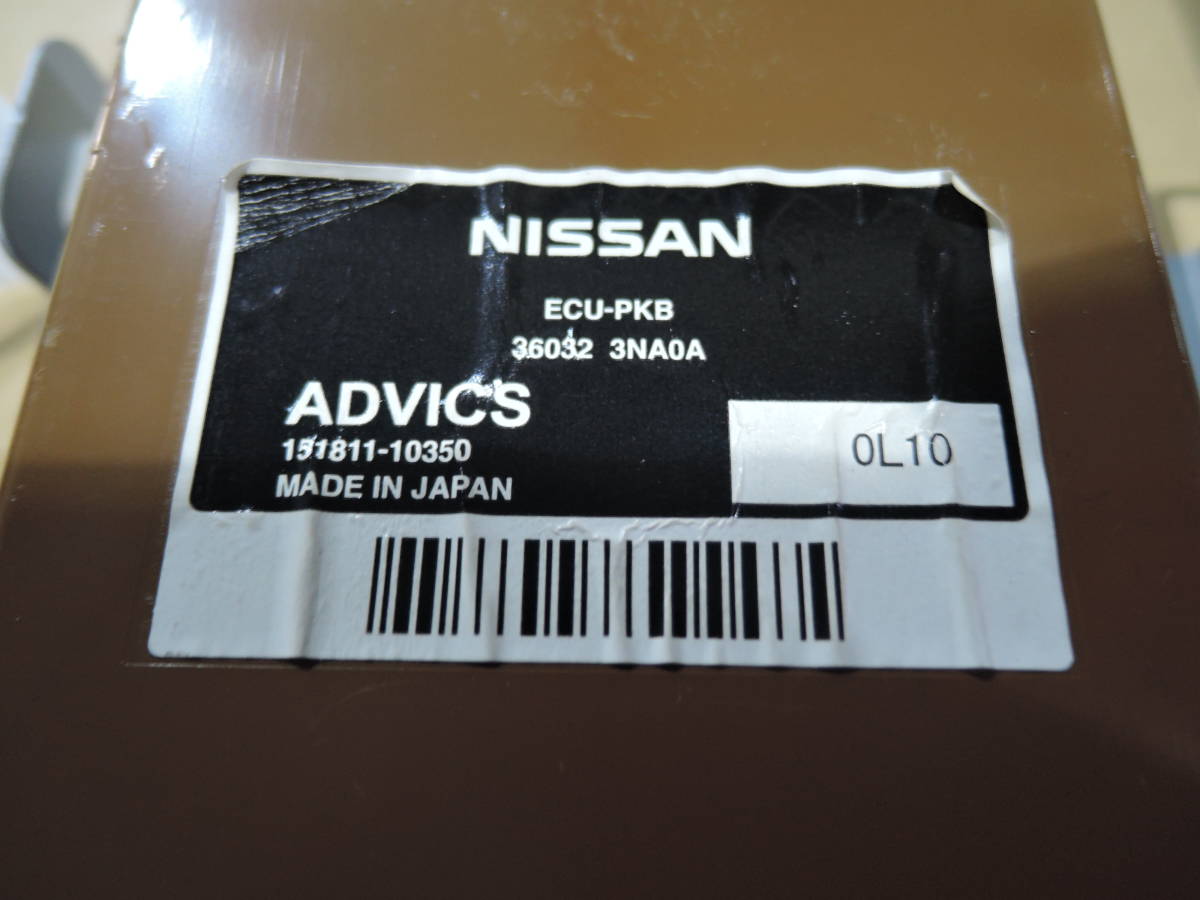 NISSAN
ECU-PKB
36032 3NA0A
ADVICS
151811-10350
MADE IN JAPAN
0L10